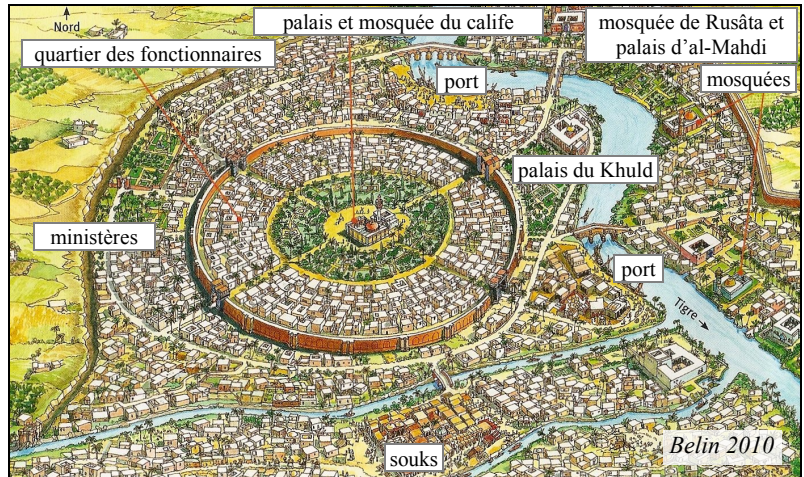 Nord
palais et mosquée du calife
mosquée de Rusâta et
palais d'al-Mahdi
quartier des fonctionnaires
port
mosquées
palais du Khuld
ministères
port
Tigre
souks
Belin 2010